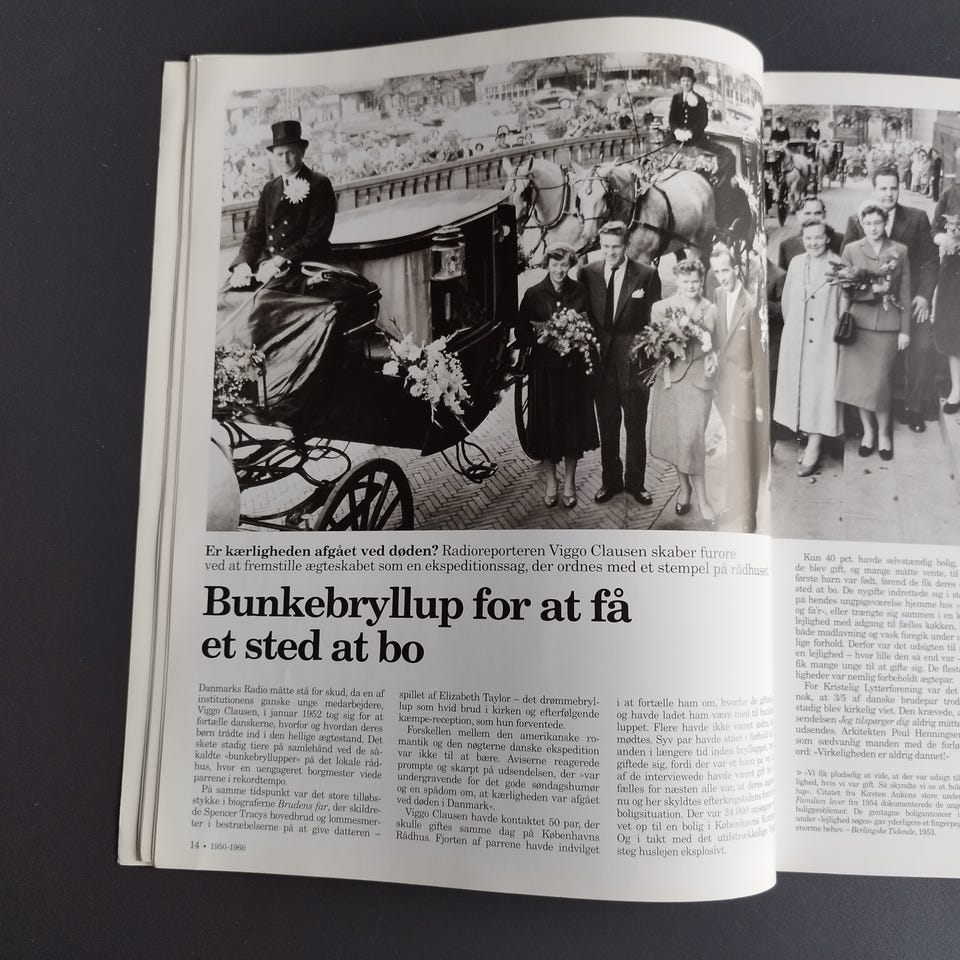 Er kærligheden afgået ved døden? Radioreporteren Viggo Clausen skaber furore
ved at fremstille ægteskabet som en ekspeditionssag, der ordnes med et stempel på rådhuset.
Bunkebryllup for at få
et sted at bo
Danmarks Radio måtte stå for skud, da en af
institutionens ganske unge medarbejdere,
Viggo Clausen, i januar 1952 tog sig for at
fortælle danskerne, hvorfor og hvordan deres
børn trådte ind i den hellige ægtestand. Det
skete stadig tiere på samlebånd ved de så-
kaldte »bunkebryllupper« på det lokale råd-
hus, hvor en uengageret borgmester viede
parrene i rekordtempo.
På samme tidspunkt var det store tilløbs-
stykke i biograferne Brudens far, der skildre-
de Spencer Tracys hovedbrud og lommesmer-
ter i bestræbelserne på at give datteren –
14 • 1950-1960
spillet af Elizabeth Taylor – det drømmebryl-
lup som hvid brud i kirken og efterfølgende
kæmpe-reception, som hun forventede.
Forskellen mellem den amerikanske ro-
mantik og den nøgterne danske ekspedition
var ikke til at bære. Aviserne reagerede
prompte og skarpt på udsendelsen, der »var
undergravende for det gode søndagshumør
og en spådom om, at kærligheden var afgået
ved døden i Danmark«.
Viggo Clausen havde kontaktet 50 par, der
skulle giftes samme dag på Københavns
Rådhus. Fjorten af parrene havde indvilget
i at fortælle ham om, hvorfor de giftede
og havde ladet ham være med til
luppet. Flere havde ikke været
mødtes. Syv par havde stået i forhold
anden i længere tid inden brylluppet.
giftede sig, fordi der var et barn på
af de interviewede havde været gift
fælles for næsten alle var, at deres
nu og her skyldtes efterkrigstidens
boligsituation. Der var 24.000
vet op til en bolig i Københavns
Og i takt med det utilstrækkelige
steg huslejen eksplosivt.
Kun 40 pct. havde selvstændig bolig,
de blev gift, og mange måtte vente, til
første barn var født, førend de fik deres
sted at bo. De nygifte indrettede sig i
på hendes ungpigeværelse hjemme hos
og fa'r«, eller trængte sig sammen i en
lejlighed med adgang til fælles køkken,
både madlavning og vask foregik under
lige forhold. Derfor var det udsigten til
en lejlighed – hvor lille den så end var –
fik mange unge til at gifte sig. De fleste
ligheder var nemlig forbeholdt ægtepar.
For Kristelig Lytterforening var det
nok, at 3/5 af danske brudepar
stadig blev kirkelig viet. Den krævede,
sendelsen Jeg tilspørger dig aldrig måtte
udsendes. Arkitekten Poul Henningsen
som sædvanlig manden med de
ord: »Virkeligheden er aldrig dannet!«
▷ »Vi fik pludselig at vide, at der var udsigt til
lighed, hvis vi var gift. Så skyndte vi os at
lup«. Citatet fra Kirsten Aukens store
Familien lever fra 1954 dokumenterede de
boligproblemer. De gentagne boligannoncer
under »lejlighed søges« gav yderligere et fingerpeg
enorme behov. – Berlingske Tidende, 1953.